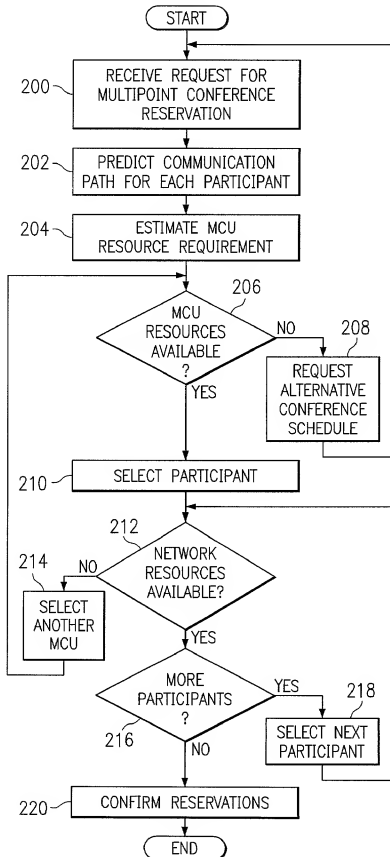 START
200
RECEIVE REQUEST FOR
MULTIPOINT CONFERENCE
RESERVATION
202
PREDICT COMMUNICATION
PATH FOR EACH PARTICIPANT
204
ESTIMATE MCU
RESOURCE REQUIREMENT
206
MCU
RESOURCES
AVAILABLE
?
NO
YES
208
REQUEST
ALTERNATIVE
CONFERENCE
SCHEDULE
210
SELECT PARTICIPANT
212
NETWORK
RESOURCES
AVAILABLE?
NO
YES
214
SELECT
ANOTHER
MCU
MORE
PARTICIPANTS
?
216
YES
NO
218
SELECT NEXT
PARTICIPANT
220
CONFIRM RESERVATIONS
END